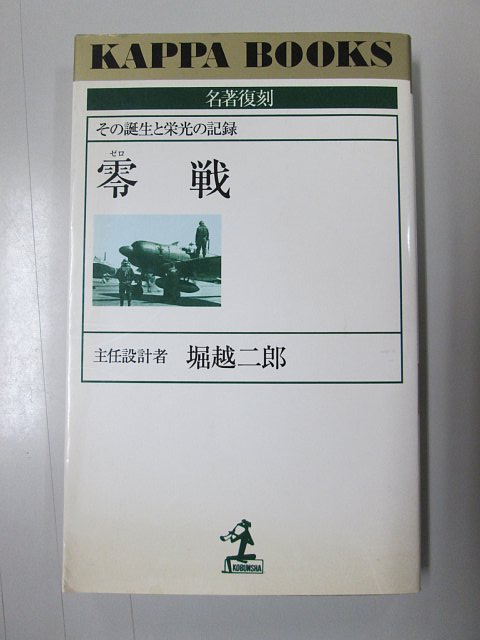 KAPPA BOOKS
名著復刻
その誕生と栄光の記録
ゼロ
零戦
主任設計者 堀越二郎
KOBUNSHA